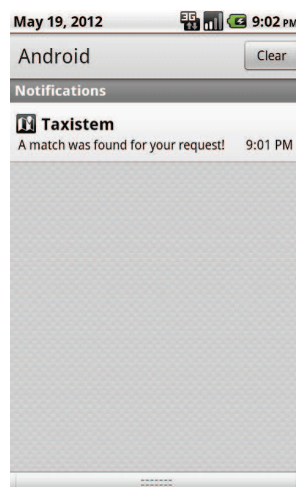 May 19, 2012 3G 9:02 PM
Android Clear
Notifications
Taxistem
A match was found for your request! 9:01 PM